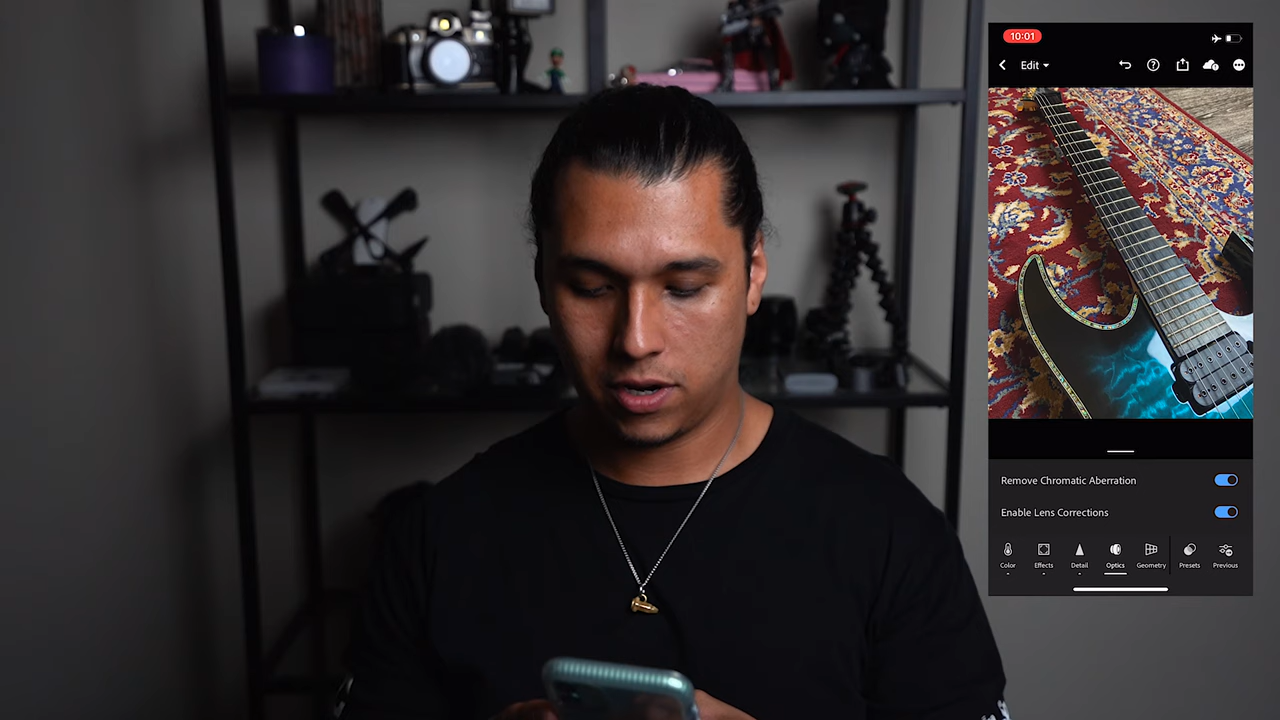 10:01
Edit
Remove Chromatic Aberration
Enable Lens Corrections
Color Effects Detail Optics Geometry Presets Previous